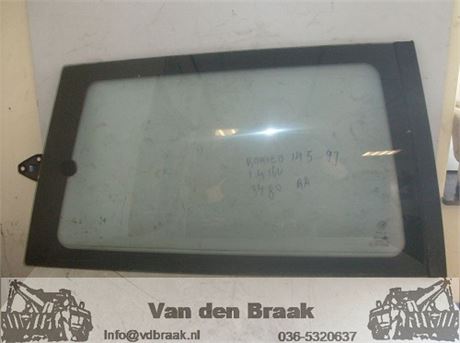 ROMEO 145-97
1.4 16V
3480 RA
Van den Braak
Info@vdbraak.nl
036-5320637